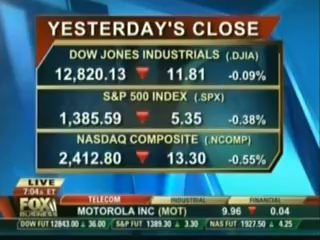 YESTERDAY'S CLOSE
DOW JONES INDUSTRIALS (.DJIA)
12,820.13 11.81 -0.09%
S&P 500 INDEX (.SPX)
1,385.59 5.35 -0.38%
NASDAQ COMPOSITE (.NCOMP)
2,412.80 13.30 -0.55%
LIVE
7:04A ET
FOX
BUSINESS
TELECOM INDUSTRIAL FINANCIAL
MOTOROLA INC (MOT) 9.96 0.04
DOW FUT 12843.00 36.00 S&P FUT 1389.30 4.30 NAS FUT 1927.50 4.25